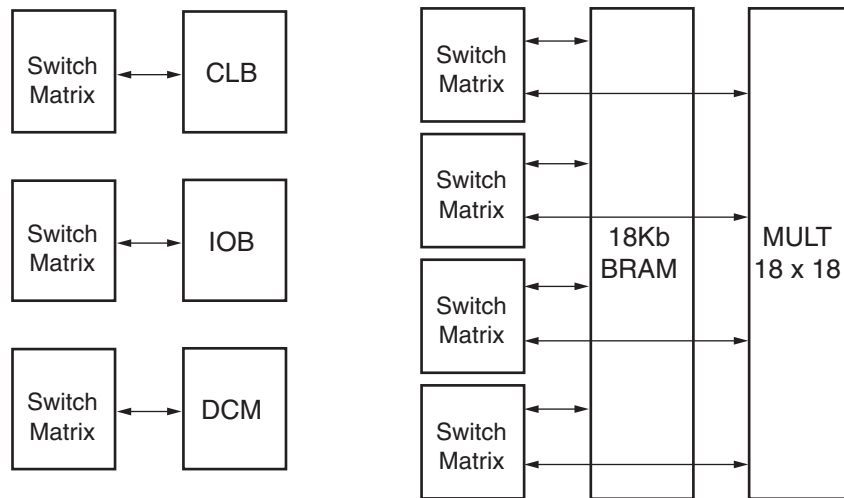 Switch
Matrix
CLB
Switch
Matrix
IOB
Switch
Matrix
DCM
Switch
Matrix
Switch
Matrix
Switch
Matrix
Switch
Matrix
18Kb
BRAM
MULT
18 x 18